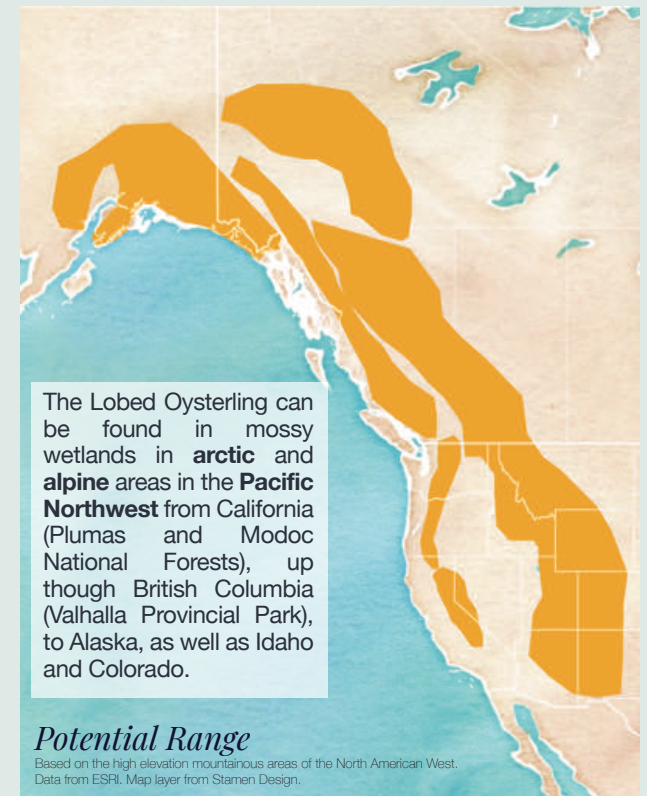 The Lobed Oysterling can
be found in mossy
wetlands in arctic and
alpine areas in the Pacific
Northwest from California
(Plumas and Modoc
National Forests), up
though British Columbia
(Valhalla Provincial Park),
to Alaska, as well as Idaho
and Colorado.
Potential Range
Based on the high elevation mountainous areas of the North American West.
Data from ESRI. Map layer from Stamen Design.